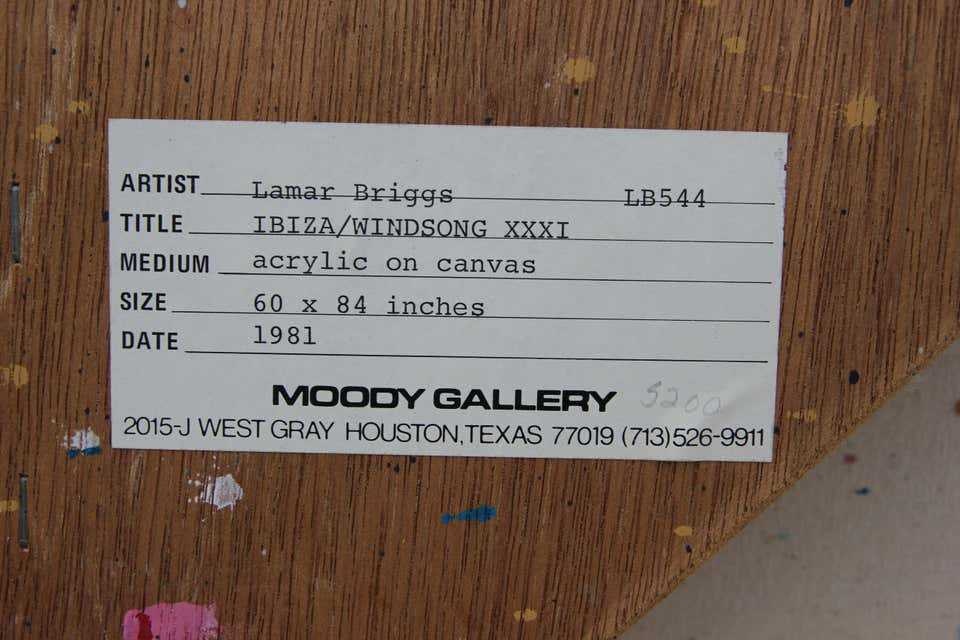 ARTIST Lamar Briggs LB544
TITLE IBIZA/WINDSONG XXXI
MEDIUM acrylic on canvas
SIZE 60 x 84 inches
DATE 1981
MOODY GALLERY 5200
2015-J WEST GRAY HOUSTON, TEXAS 77019 (713)526-9911